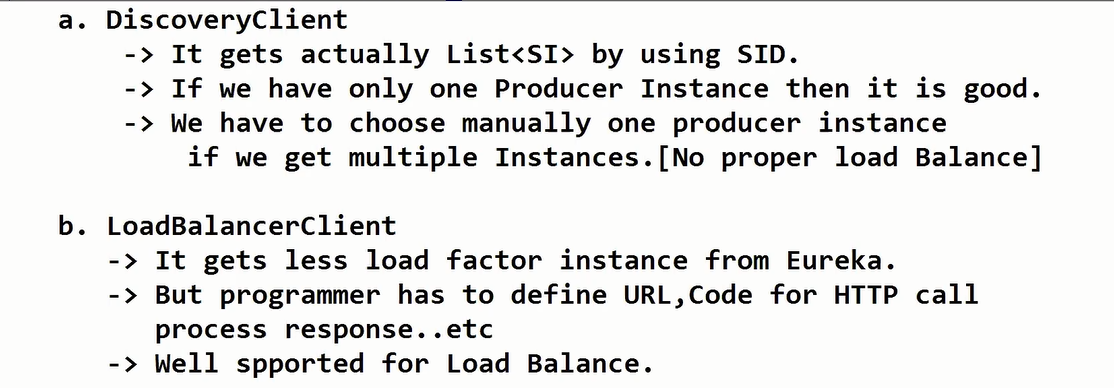 a. DiscoveryClient
-> It gets actually List<SI> by using SID.
-> If we have only one Producer Instance then it is good.
-> We have to choose manually one producer instance
if we get multiple Instances.[No proper load Balance]
b. LoadBalancerClient
-> It gets less load factor instance from Eureka.
-> But programmer has to define URL,Code for HTTP call
process response..etc
-> Well spported for Load Balance.